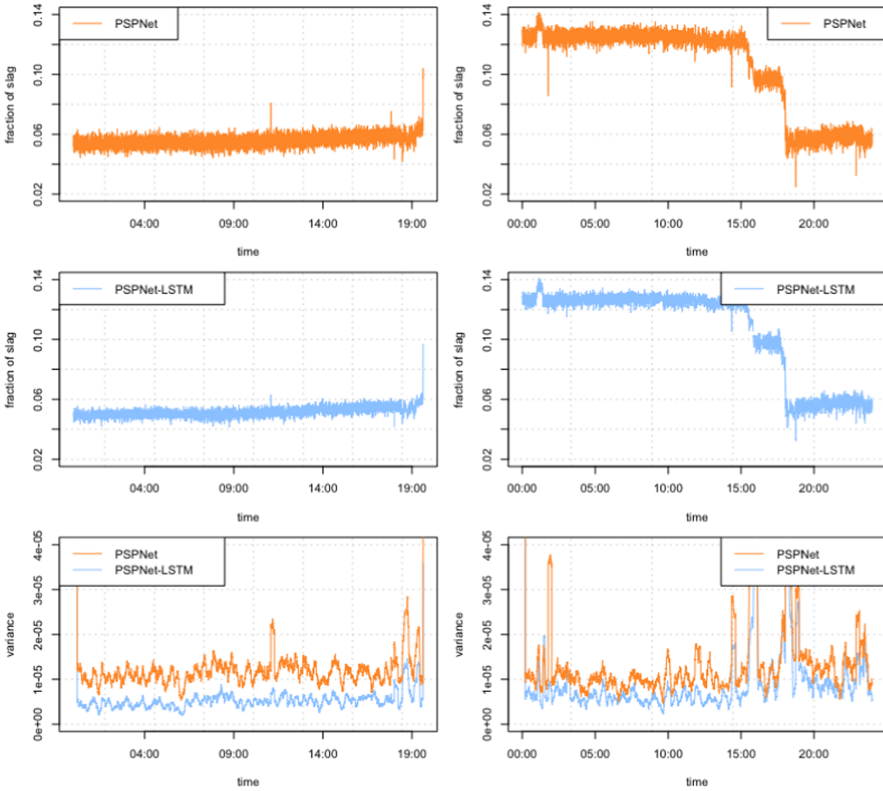 PSPNet
fraction of slag
0.02
0.06
0.10
0.14
04:00
09:00
14:00
19:00
time
PSPNet
fraction of slag
0.02
0.06
0.10
0.14
00:00
05:00
10:00
15:00
20:00
time
PSPNet-LSTM
fraction of slag
0.02
0.06
0.10
0.14
04:00
09:00
14:00
19:00
time
PSPNet-LSTM
fraction of slag
0.02
0.06
0.10
0.14
00:00
05:00
10:00
15:00
20:00
time
PSPNet
PSPNet-LSTM
variance
0e+00
1e-05
2e-05
3e-05
4e-05
04:00
09:00
14:00
19:00
time
PSPNet
PSPNet-LSTM
variance
0e+00
1e-05
2e-05
3e-05
4e-05
00:00
05:00
10:00
15:00
20:00
time